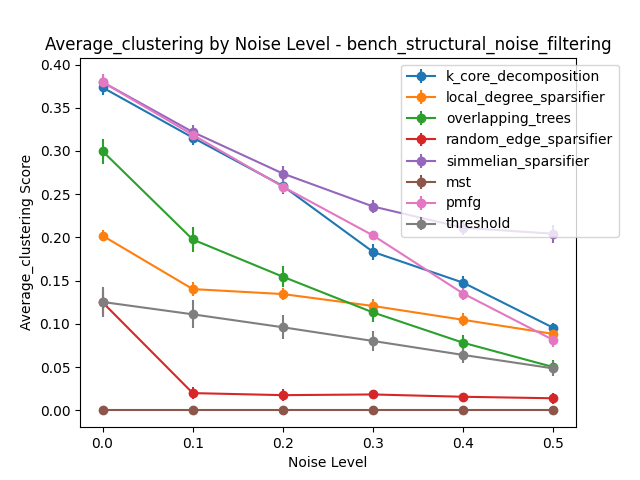 Average_clustering by Noise Level - bench_structural_noise_filtering
Average_clustering Score
0.40
0.35
0.30
0.25
0.20
0.15
0.10
0.05
0.00
k_core_decomposition
local_degree_sparsifier
overlapping_trees
random_edge_sparsifier
simmelian_sparsifier
mst
pmfg
threshold
0.0 0.1 0.2 0.3 0.4 0.5
Noise Level